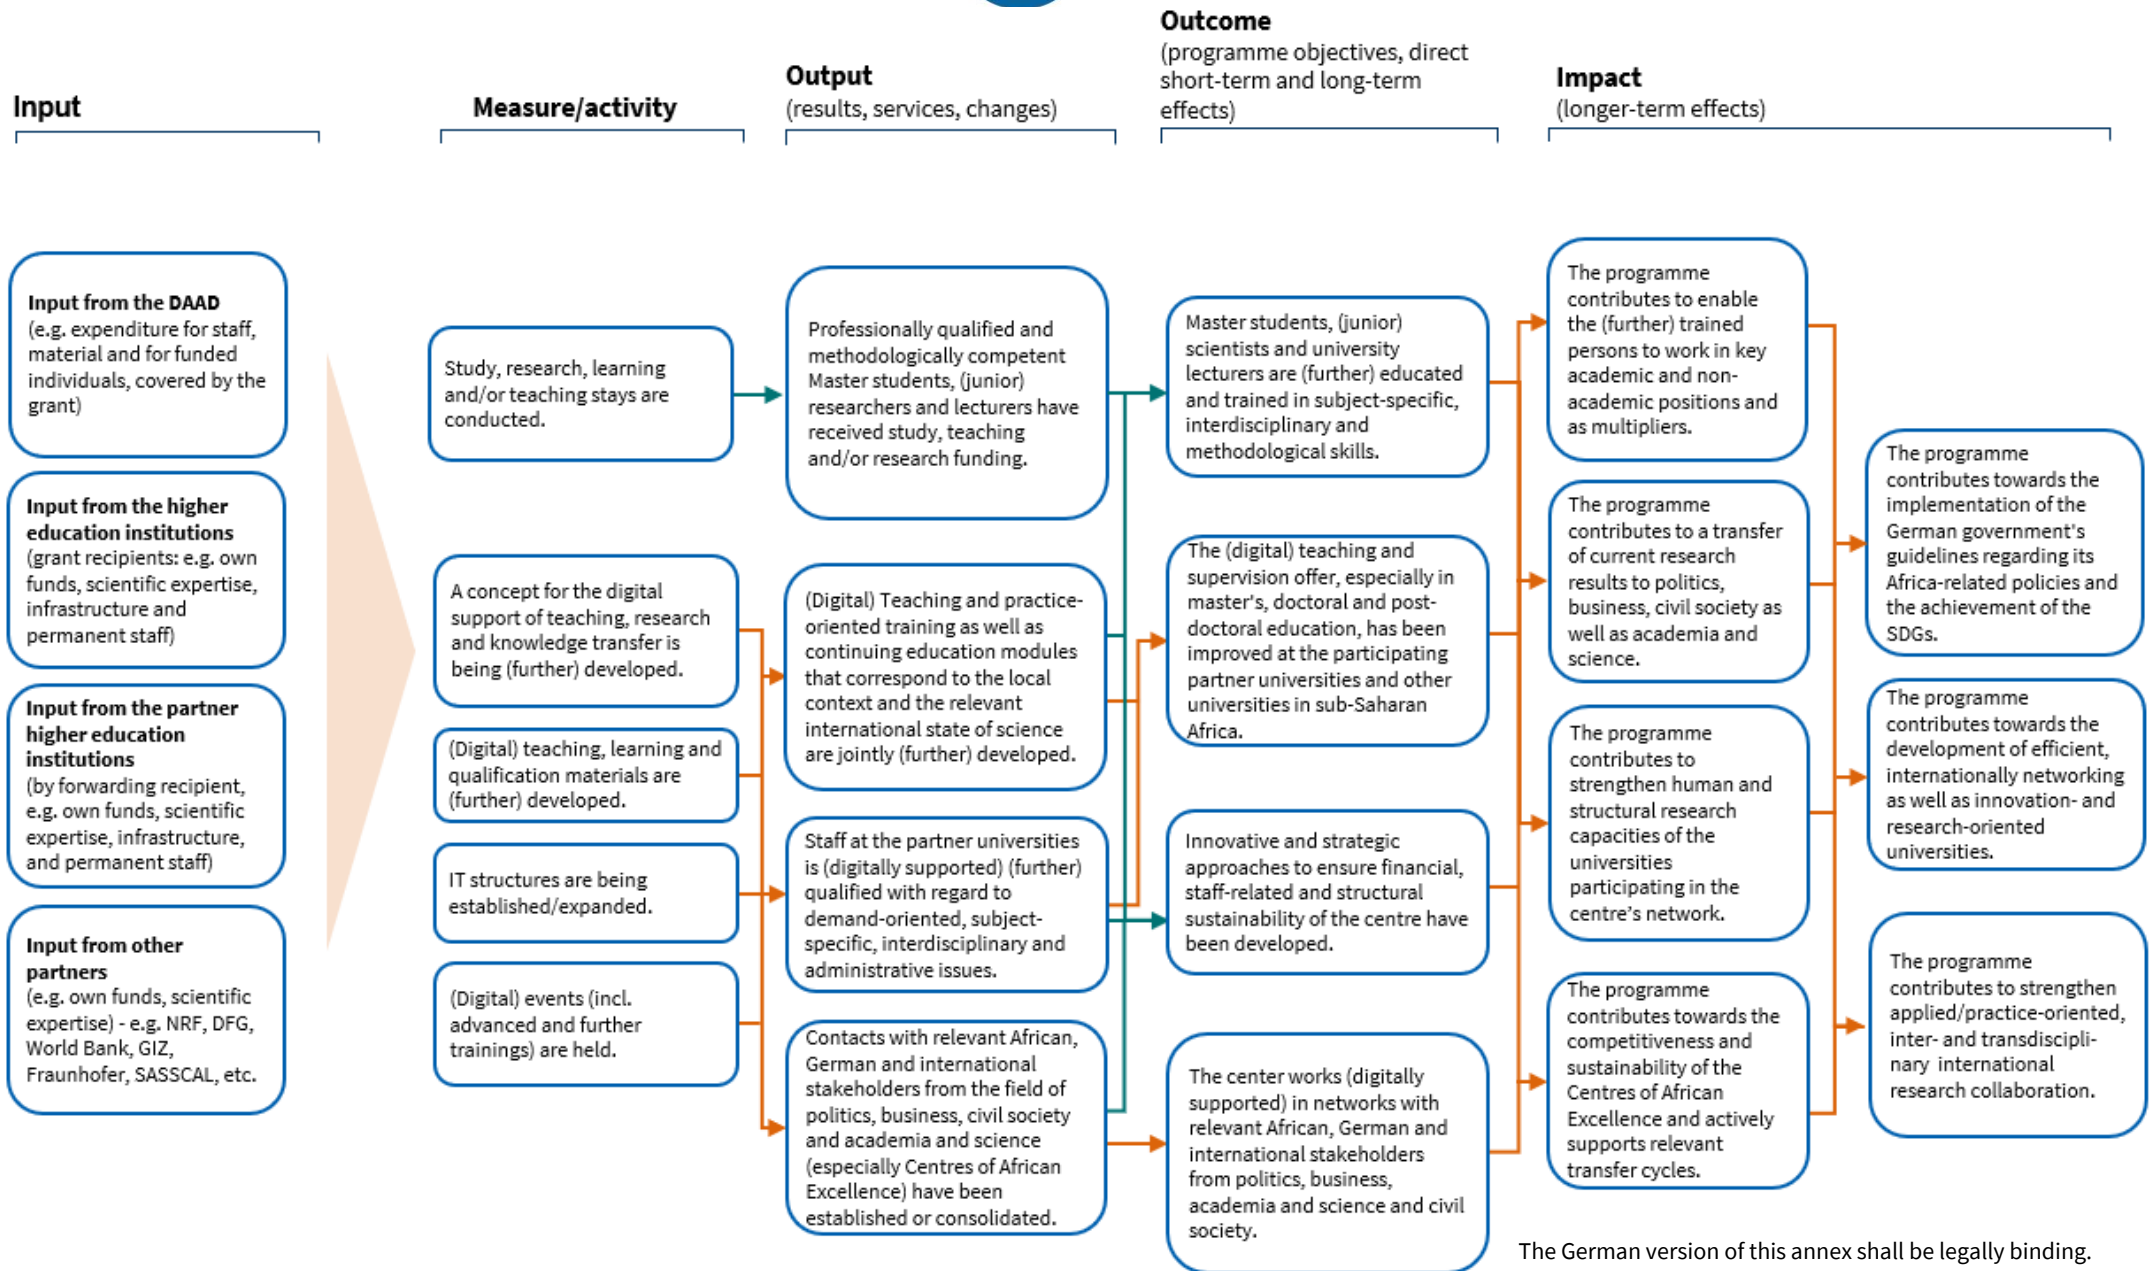 Input
Measure/activity
Output
(results, services, changes)
Outcome
(programme objectives, direct
short-term and long-term
effects)
Impact
(longer-term effects)
Input from the DAAD
(e.g. expenditure for staff,
material and for funded
individuals, covered by the
grant)
Input from the higher
education institutions
(grant recipients: e.g. own
funds, scientific expertise,
infrastructure and
permanent staff)
Input from the partner
higher education
institutions
(by forwarding recipient,
e.g. own funds, scientific
expertise, infrastructure,
and permanent staff)
Input from other
partners
(e.g. own funds, scientific
expertise) - e.g. NRF, DFG,
World Bank, GIZ,
Fraunhofer, SASSCAL, etc.
Study, research, learning
and/or teaching stays are
conducted.
A concept for the digital
support of teaching, research
and knowledge transfer is
being (further) developed.
(Digital) teaching, learning and
qualification materials are
(further) developed.
IT structures are being
established/expanded.
(Digital) events (incl.
advanced and further
trainings) are held.
Professionally qualified and
methodologically competent
Master students, (junior)
researchers and lecturers have
received study, teaching
and/or research funding.
(Digital) Teaching and practice-
oriented training as well as
continuing education modules
that correspond to the local
context and the relevant
international state of science
are jointly (further) developed.
Staff at the partner universities
is (digitally supported) (further)
qualified with regard to
demand-oriented, subject-
specific, interdisciplinary and
administrative issues.
Contacts with relevant African,
German and international
stakeholders from the field of
politics, business, civil society
and academia and science
(especially Centres of African
Excellence) have been
established or consolidated.
Master students, (junior)
scientists and university
lecturers are (further) educated
and trained in subject-specific,
interdisciplinary and
methodological skills.
The (digital) teaching and
supervision offer, especially in
master's, doctoral and post-
doctoral education, has been
improved at the participating
partner universities and other
universities in sub-Saharan
Africa.
Innovative and strategic
approaches to ensure financial,
staff-related and structural
sustainability of the centre have
been developed.
The center works (digitally
supported) in networks with
relevant African, German and
international stakeholders
from politics, business,
academia and science and civil
society.
The programme
contributes to enable
the (further) trained
persons to work in key
academic and non-
academic positions and
as multipliers.
The programme
contributes to a transfer
of current research
results to politics,
business, civil society as
well as academia and
science.
The programme
contributes to
strengthen human and
structural research
capacities of the
universities
participating in the
centre’s network.
The programme
contributes towards the
competitiveness and
sustainability of the
Centres of African
Excellence and actively
supports relevant
transfer cycles.
The programme
contributes towards the
implementation of the
German government's
guidelines regarding its
Africa-related policies and
the achievement of the
SDGs.
The programme
contributes towards the
development of efficient,
internationally networking
as well as innovation- and
research-oriented
universities.
The programme
contributes to strengthen
applied/practice-oriented,
inter- and transdiscipli-
nary international
research collaboration.
The German version of this annex shall be legally binding.